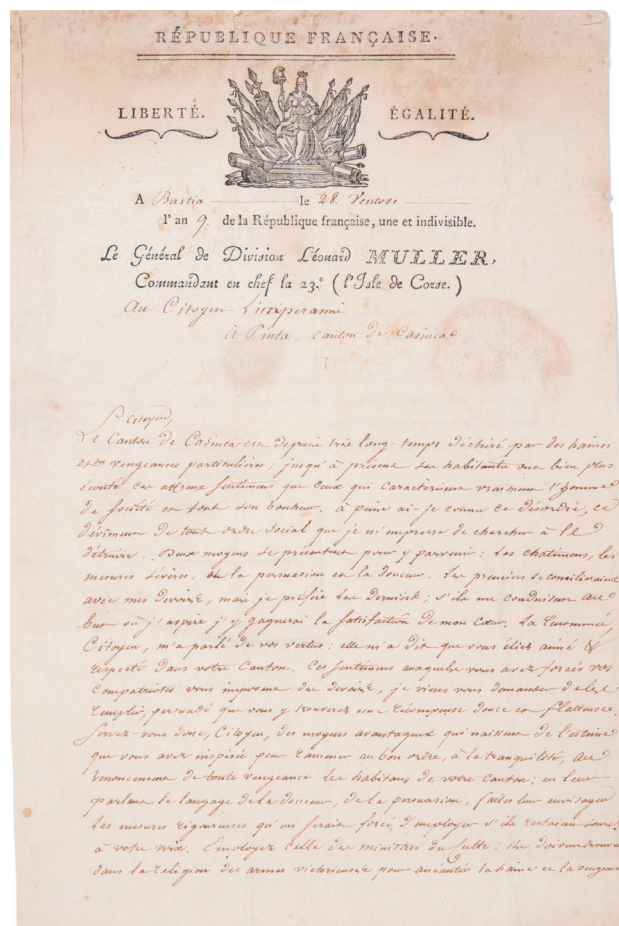 RÉPUBLIQUE FRANÇAISE.
LIBERTÉ. ÉGALITÉ.
A Bastia le 28. Ventose
l'an 9. de la République française, une et indivisible.
Le Général de Division Léonard MULLER,
Commandant en chef la 23.e (l'Isle de Corse.)
Au Citoyen
à Pinta, canton de Casinca
Citoyen,
Le Canton de Casinca est depuis très long-temps déchiré par des haines
et des vengeances particulières; jusqu'à présent ses habitants ont bien plus
écouté ces affreux sentimens que ceux qui caractérisent vraiment l'homme
de société et font son bonheur. à peine ai-je connu ce désordre, ce
de tout ordre social que je m'empresse de chercher à le
détruire. Deux moyens se présentent pour y parvenir: les châtimens, les
mesures sévères, ou la persuasion et la douceur. Les premiers se concilieraient
avec mes devoirs, mais je préfère les derniers; s'ils me conduisent au
but où j'aspire j'y gagnerai la satisfaction de mon cœur. La renommée,
Citoyen, m'a parlé de vos vertus: elle m'a dit que vous étiez aimé &
respecté dans votre Canton. Ces sentimens auxquels vous avez forcés vos
compatriotes vous imposent des devoirs, je viens vous demander de les
remplir, persuadé que vous y trouverez une récompense douce et flatteuse.
Servez-vous donc, Citoyen, des moyens avantageux qui naissent de l'estime
que vous avez inspirée pour ramener au bon ordre, à la tranquilité, au
renoncement de toute vengeance les habitans de votre Canton; en leur
parlant le langage de la douceur, de la persuasion, faites leur envisager
les mesures rigoureuses qu'on serait forcé d'employer s'ils restaient sourds
à votre voix. Employez celle des ministres du Culte: ils doivent trouver
dans la religion des armes victorieuses pour anéantir la haine et la vengeance